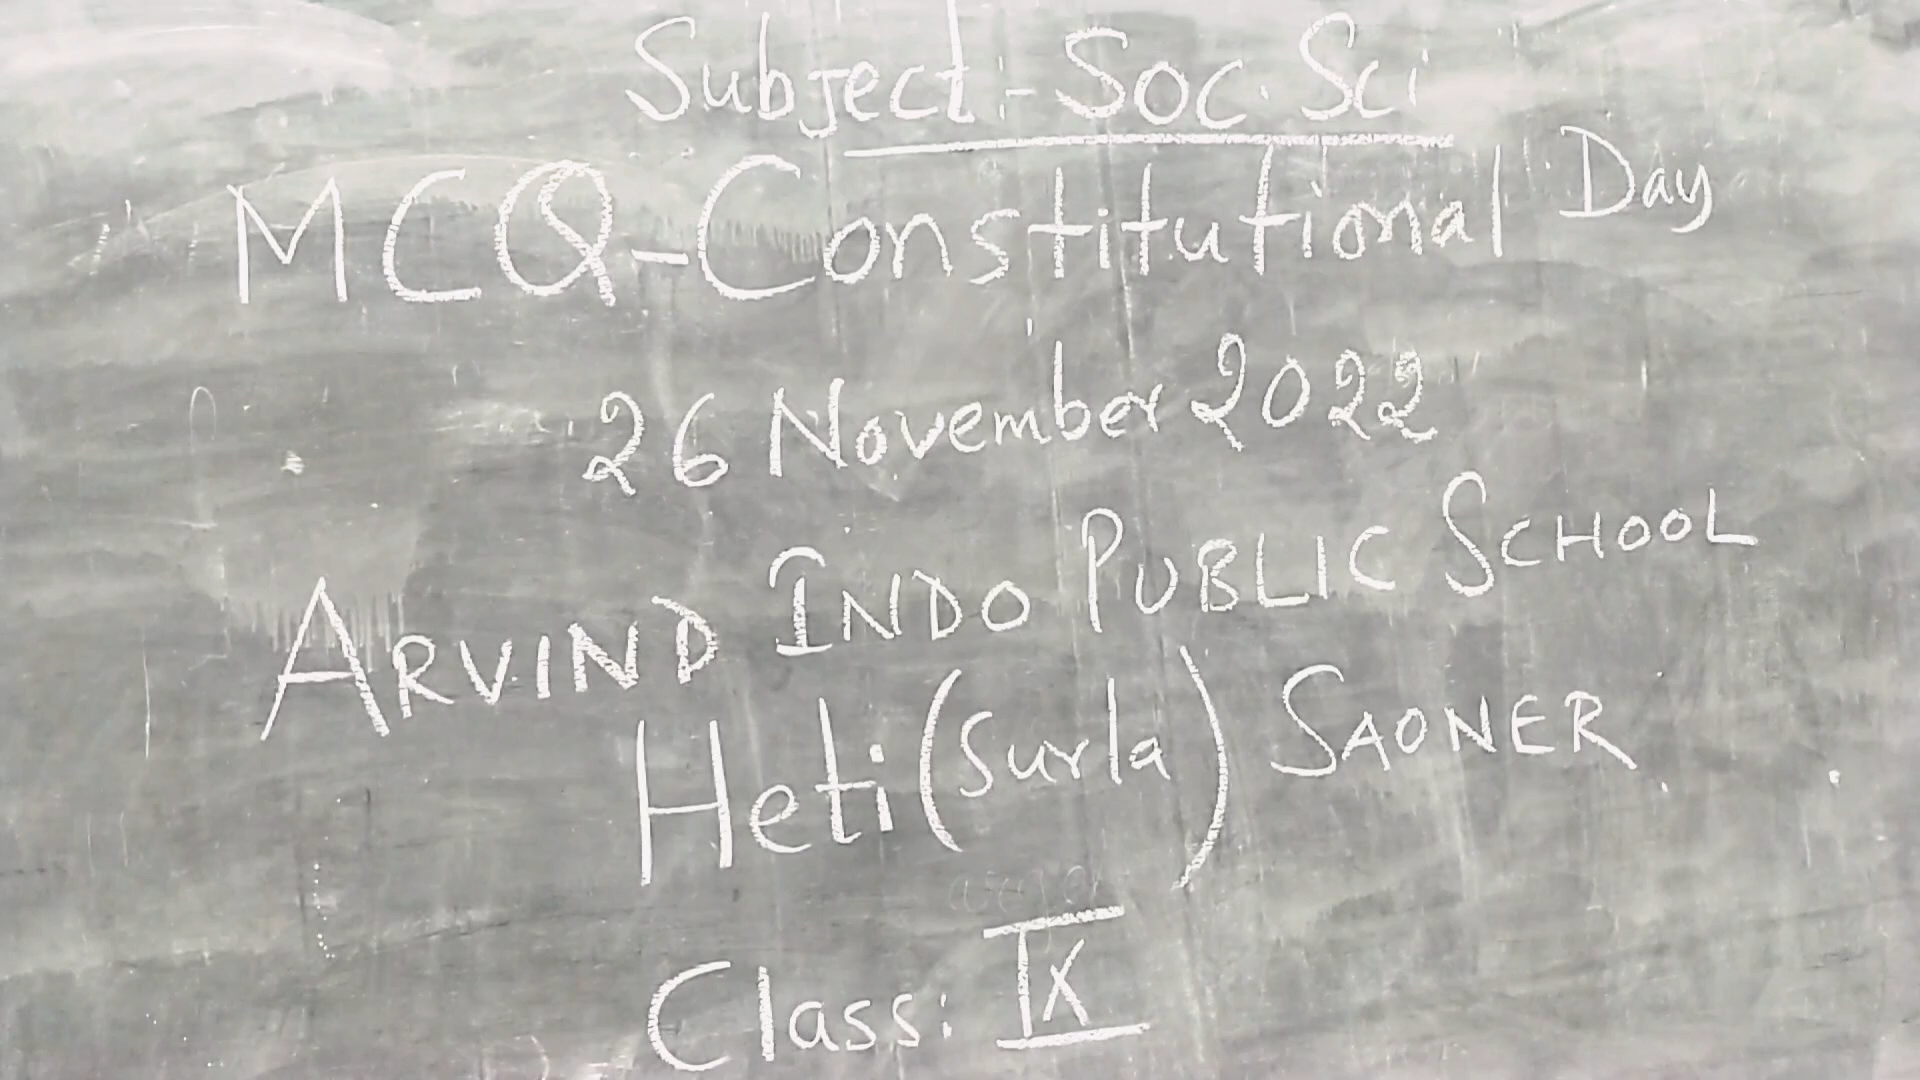 Subject:- Soc. Sci
MCQ-Constitutional Day
26 November 2022
ARVIND INDO PUBLIC SCHOOL
Heti (Surla) SAONER
Class: IX